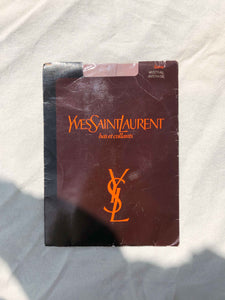 YVESSAINTLAURENT
bas et collants
YSL